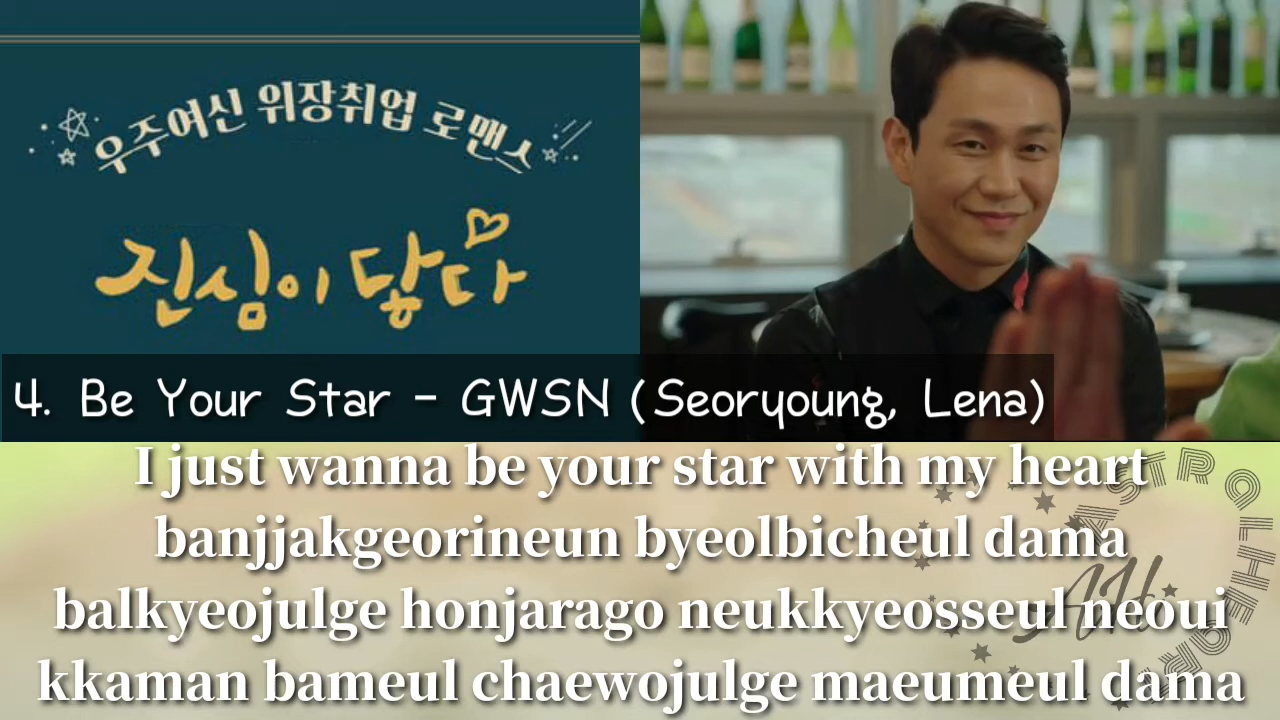 우주여신 위장취업 로맨스
진심이 닿다
4. Be Your Star - GWSN (Seoryoung, Lena)
I just wanna be your star with my heart
banjjakgeorineun byeolbicheul dama
balkyeojulge honjarago neukkyeosseul neoui
kkaman bameul chaewojulge maeumeul dama
ASTROLHEART
AH